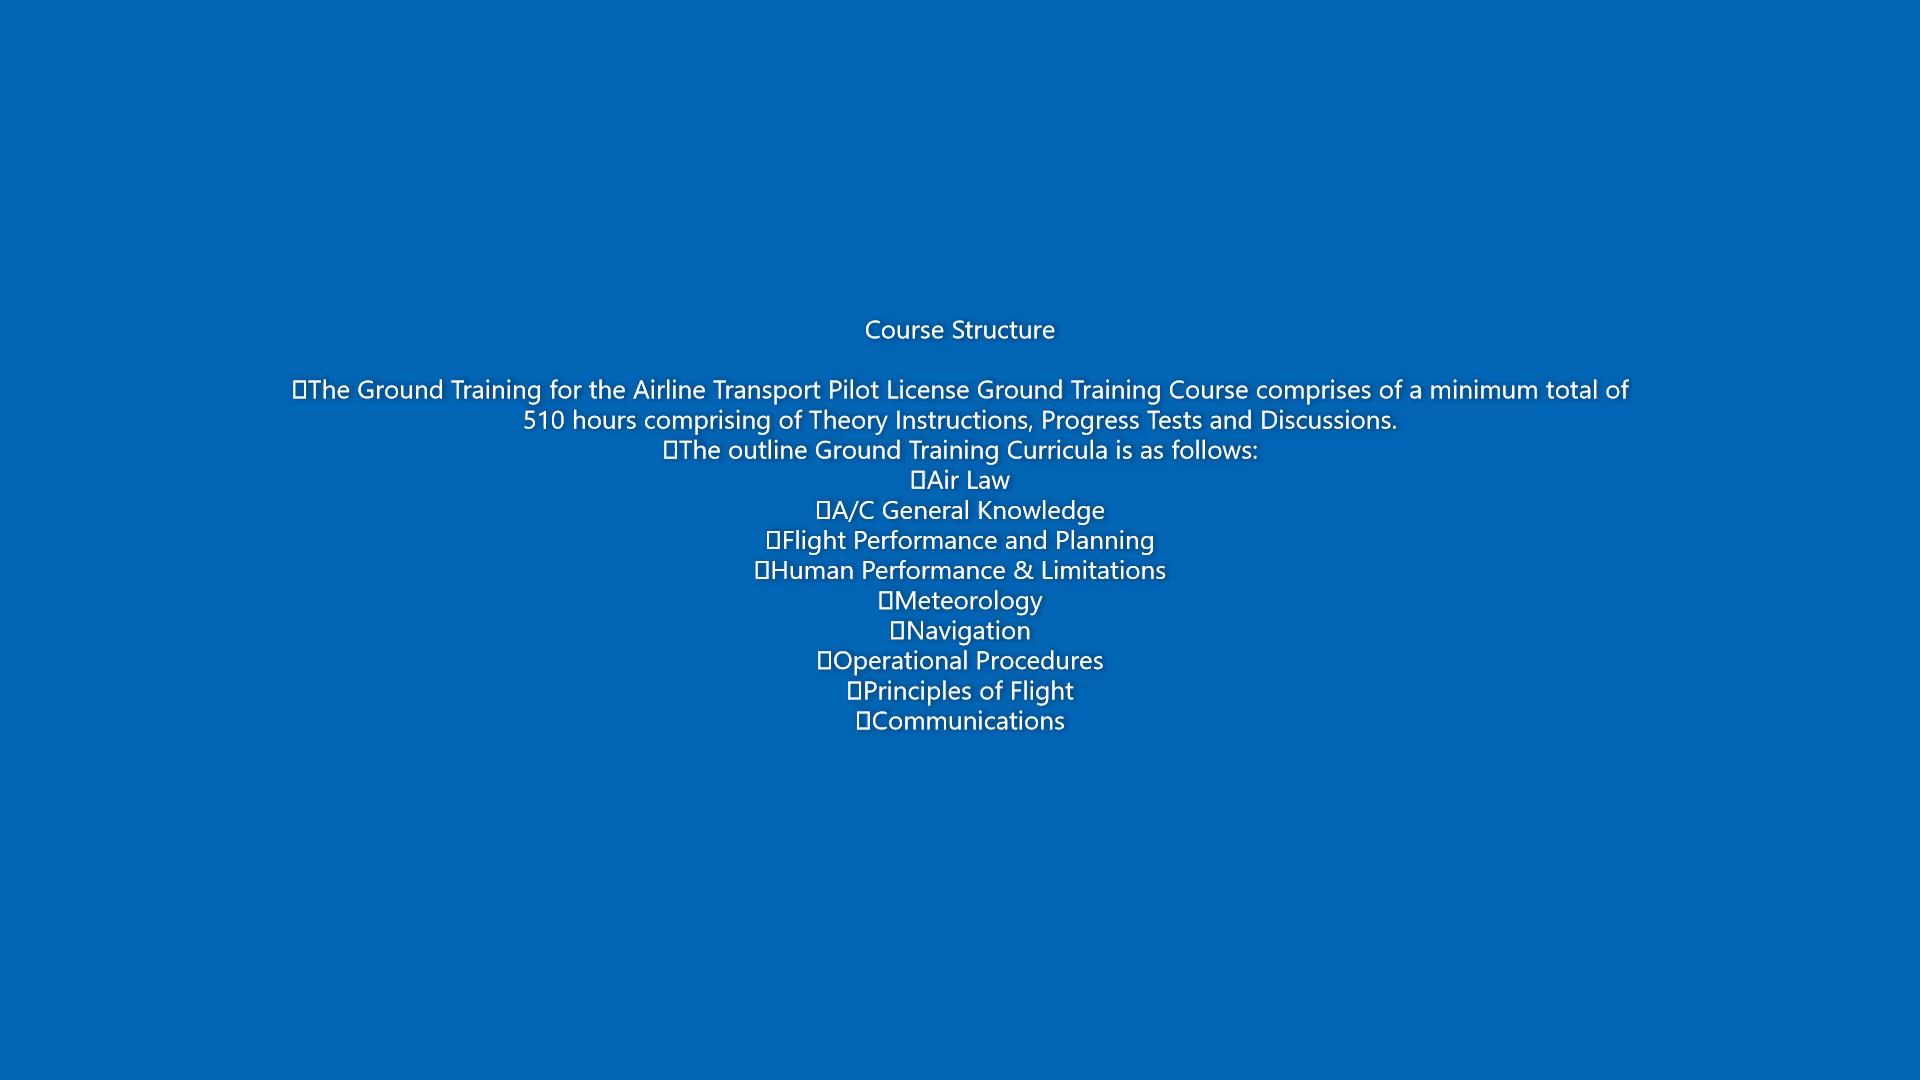 Course Structure
▯The Ground Training for the Airline Transport Pilot License Ground Training Course comprises of a minimum total of
510 hours comprising of Theory Instructions, Progress Tests and Discussions.
▯The outline Ground Training Curricula is as follows:
▯Air Law
▯A/C General Knowledge
▯Flight Performance and Planning
▯Human Performance & Limitations
▯Meteorology
▯Navigation
▯Operational Procedures
▯Principles of Flight
▯Communications